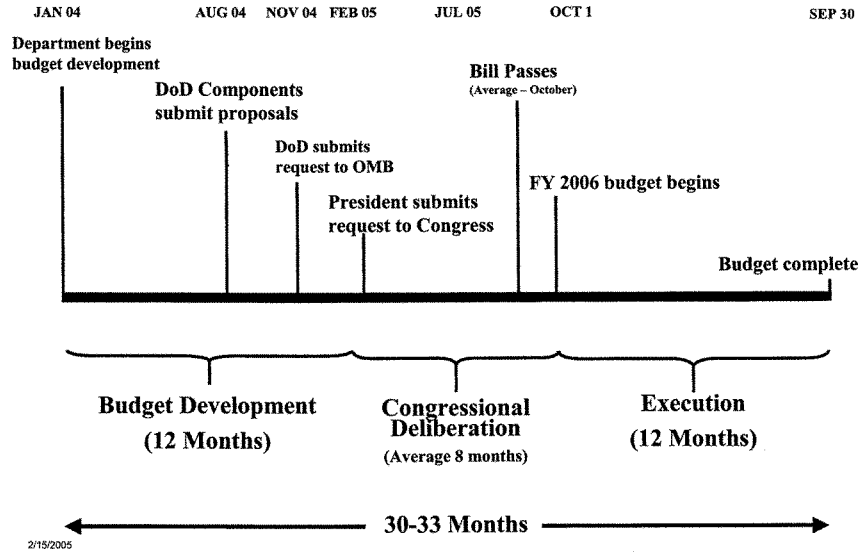 JAN 04 AUG 04 NOV 04 FEB 05 JUL 05 OCT 1 SEP 30
Department begins
budget development
DoD Components
submit proposals
DoD submits
request to OMB
President submits
request to Congress
Bill Passes
(Average – October)
FY 2006 budget begins
Budget complete
Budget Development
(12 Months)
Congressional
Deliberation
(Average 8 months)
Execution
(12 Months)
30-33 Months
2/15/2005